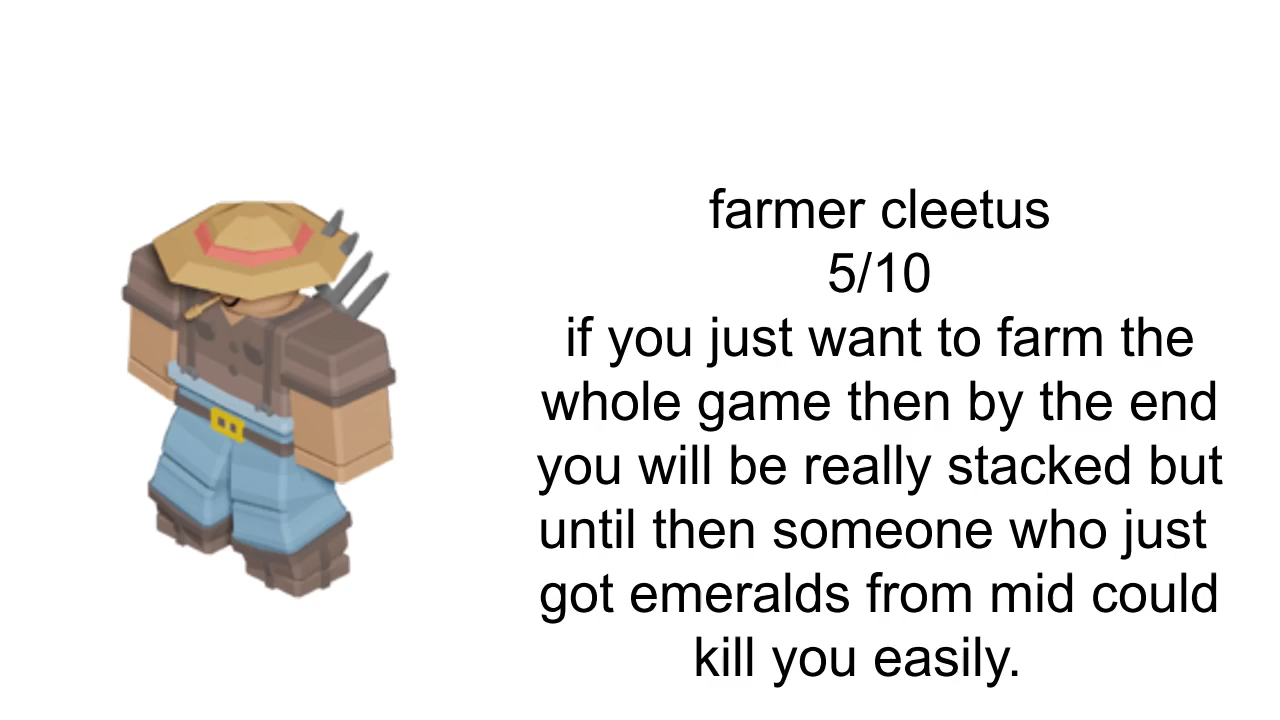 farmer cleetus
5/10
if you just want to farm the
whole game then by the end
you will be really stacked but
until then someone who just
got emeralds from mid could
kill you easily.